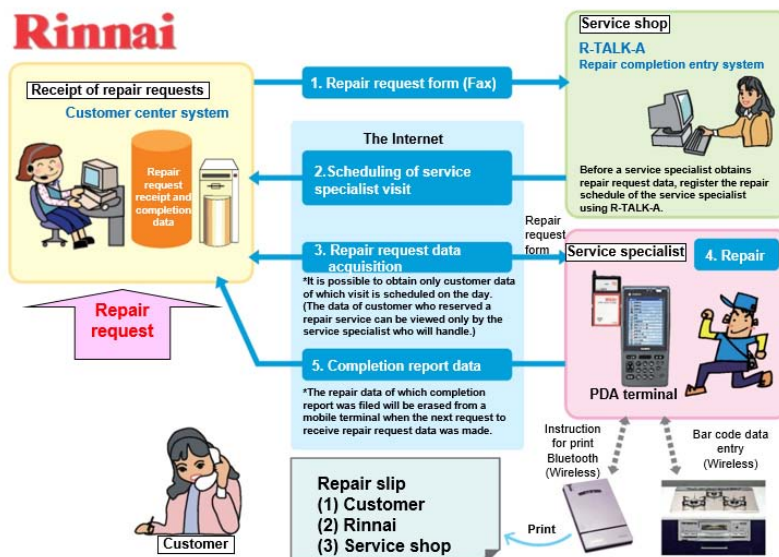 Rinnai
Receipt of repair requests
Customer center system
Repair
request
receipt and
completion
data
Repair
request
1. Repair request form (Fax)
The Internet
2.Scheduling of service
specialist visit
3. Repair request data
acquisition
*It is possible to obtain only customer data
of which visit is scheduled on the day.
(The data of customer who reserved a
repair service can be viewed only by the
service specialist who will handle.)
5. Completion report data
*The repair data of which completion
report was filed will be erased from a
mobile terminal when the next request to
receive repair request data was made.
Service shop
R-TALK-A
Repair completion entry system
Before a service specialist obtains
repair request data, register the repair
schedule of the service specialist
using R-TALK-A.
Repair
request
form
Service specialist
4. Repair
PDA terminal
Instruction
for print
Bluetooth
(Wireless)
Bar code data
entry
(Wireless)
Customer
Repair slip
(1) Customer
(2) Rinnai
(3) Service shop
Print